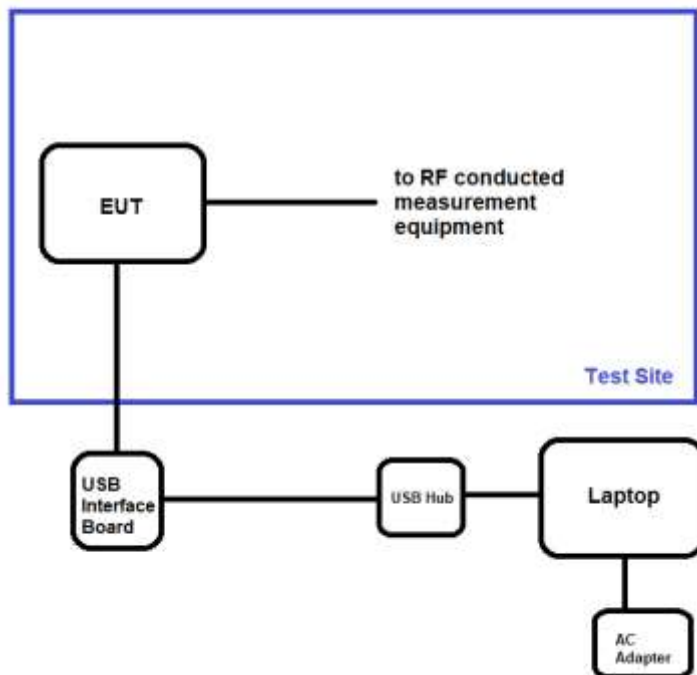 EUT
to RF conducted
measurement
equipment
Test Site
USB
Interface
Board
USB Hub
Laptop
AC
Adapter